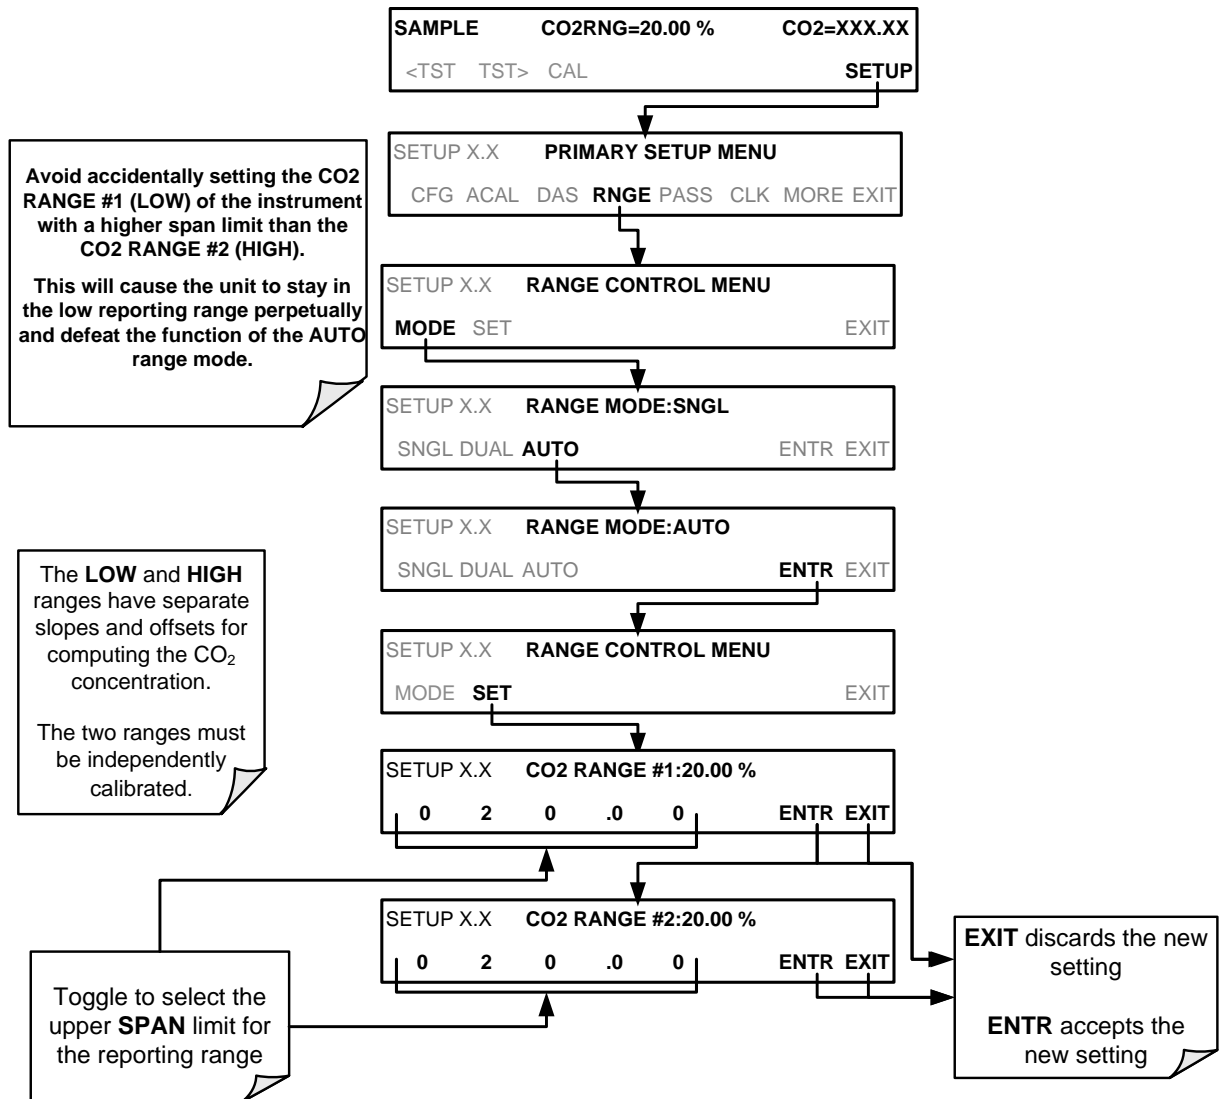 SAMPLE CO2RNG=20.00 % CO2=XXX.XX
<TST TST> CAL SETUP
SETUP X.X PRIMARY SETUP MENU
CFG ACAL DAS RNGE PASS CLK MORE EXIT
Avoid accidentally setting the CO2
RANGE #1 (LOW) of the instrument
with a higher span limit than the
CO2 RANGE #2 (HIGH).
This will cause the unit to stay in
the low reporting range perpetually
and defeat the function of the AUTO
range mode.
SETUP X.X RANGE CONTROL MENU
MODE SET EXIT
SETUP X.X RANGE MODE:SNGL
SNGL DUAL AUTO ENTR EXIT
SETUP X.X RANGE MODE:AUTO
SNGL DUAL AUTO ENTR EXIT
The LOW and HIGH
ranges have separate
slopes and offsets for
computing the CO2
concentration.
The two ranges must
be independently
calibrated.
SETUP X.X RANGE CONTROL MENU
MODE SET EXIT
SETUP X.X CO2 RANGE #1:20.00 %
0 2 0 .0 0 ENTR EXIT
SETUP X.X CO2 RANGE #2:20.00 %
0 2 0 .0 0 ENTR EXIT
Toggle to select the
upper SPAN limit for
the reporting range
EXIT discards the new
setting
ENTR accepts the
new setting